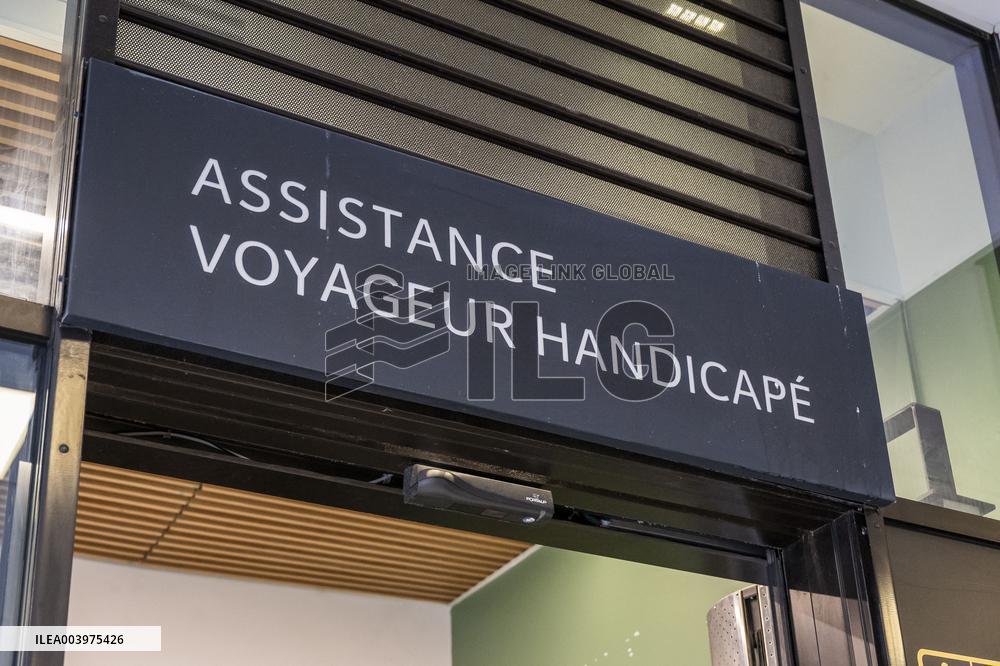 ASSISTANCE
VOYAGEUR HANDICAPÉ
IMAGE LINK GLOBAL
ILG
ILEA003975426